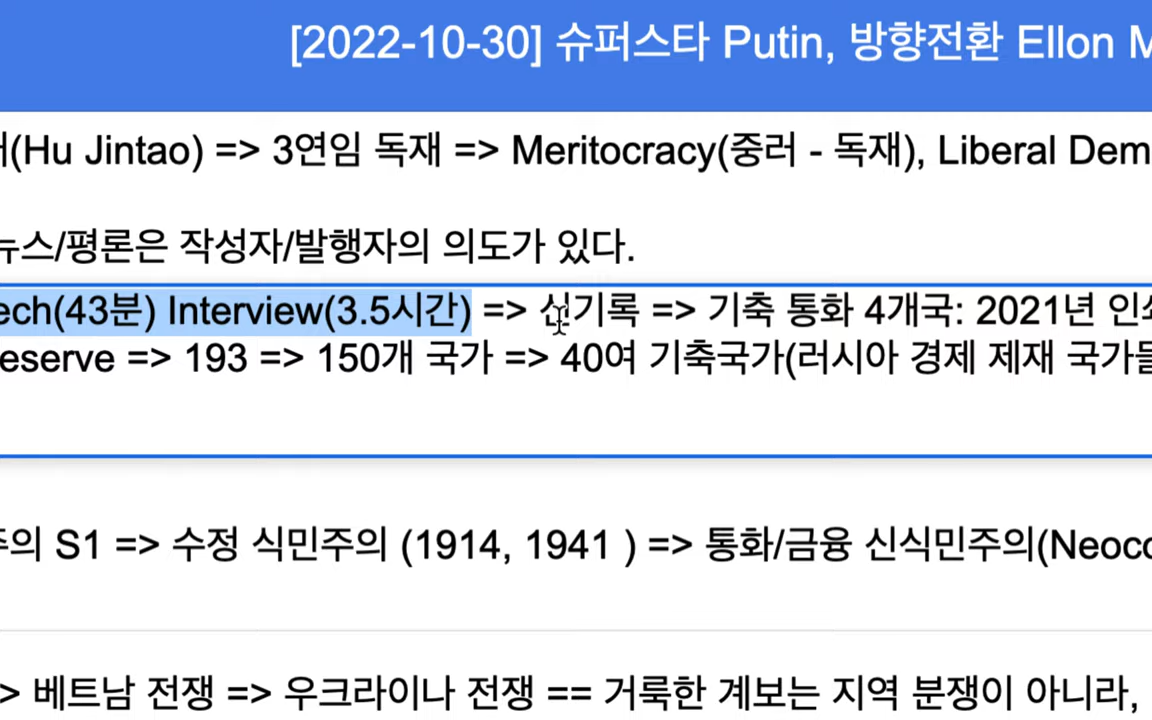 [2022-10-30] 슈퍼스타 Putin, 방향전환 Ellon M
(Hu Jintao) => 3연임 독재 => Meritocracy(중러 - 독재), Liberal Dem
뉴스/평론은 작성자/발행자의 의도가 있다.
ech(43분) Interview(3.5시간) => 신기록 => 기축 통화 4개국: 2021년 인쇄
eserve => 193 => 150개 국가 => 40여 기축국가(러시아 경제 제재 국가들
주의 S1 => 수정 식민주의 (1914, 1941 ) => 통화/금융 신식민주의(Neoco
> 베트남 전쟁 => 우크라이나 전쟁 == 거룩한 계보는 지역 분쟁이 아니라,